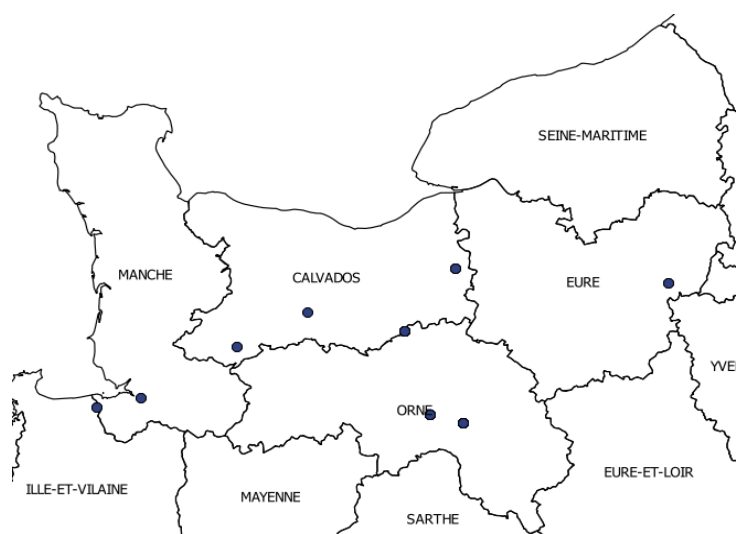 SEINE-MARITIME
MANCHE
CALVADOS
EURE
YVE
ORNE
EURE-ET-LOIR
ILLE-ET-VILAINE
MAYENNE
SARTHE